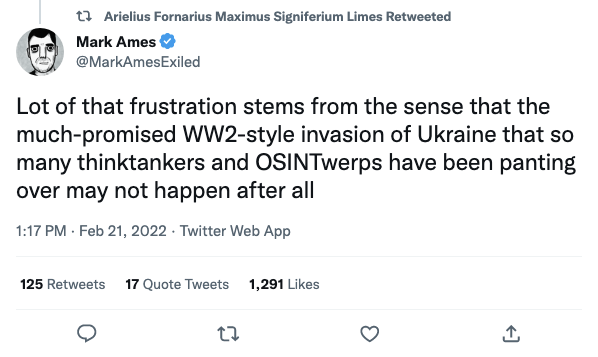 Arielius Fornarius Maximus Signiferium Limes Retweeted
Mark Ames
@MarkAmesExiled
Lot of that frustration stems from the sense that the
much-promised WW2-style invasion of Ukraine that so
many thinktankers and OSINTwerps have been panting
over may not happen after all
1:17 PM · Feb 21, 2022 · Twitter Web App
125 Retweets 17 Quote Tweets 1,291 Likes